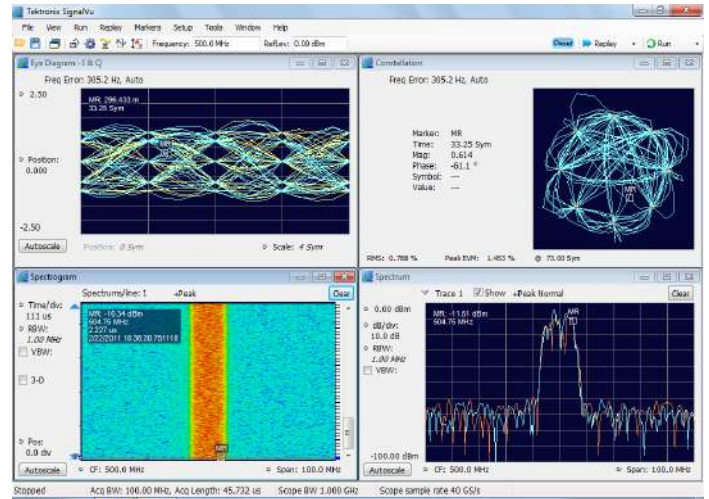 Tektronix SignalVu
File View Run Replay Markers Setup Tools Window Help
Frequency: 500.0 MHz RefLev: 0.00 dBm Preset Replay Run
Eye Diagram - I & Q
Freq Error: 305.2 Hz, Auto
2.50
MR: 296.433 m
33.25 Sym
MR
Position:
0.000
-2.50
Autoscale Position: 0 Sym Scale: 4 Sym
Constellation
Freq Error: 305.2 Hz, Auto
Marker: MR
Time: 33.25 Sym
Mag: 0.614
Phase: -61.1 °
Symbol: ---
Value: ---
MR
RMS: 0.788 % Peak EVM: 1.453 % @ 73.00 Sym
Spectrogram
Spectrums/line: 1 +Peak Clear
Time/div:
111 us
RBW:
1.00 MHz
VBW:
3-D
Pos:
0.0 div
MR: -10.34 dBm
504.75 MHz
2.227 us
MR
Autoscale CF: 500.0 MHz Span: 100.0 MHz
Spectrum
Trace 1 Show +Peak Normal Clear
0.00 dBm
dB/div:
10.0 dB
RBW:
1.00 MHz
VBW:
MR: -11.61 dBm
504.75 MHz
MR
-100.00 dBm
Autoscale CF: 500.0 MHz Span: 100.0 MHz
Stopped Acq BW: 100.00 MHz, Acq Length: 45.732 us Scope BW 1.000 GHz Scope sample rate 40 GS/s